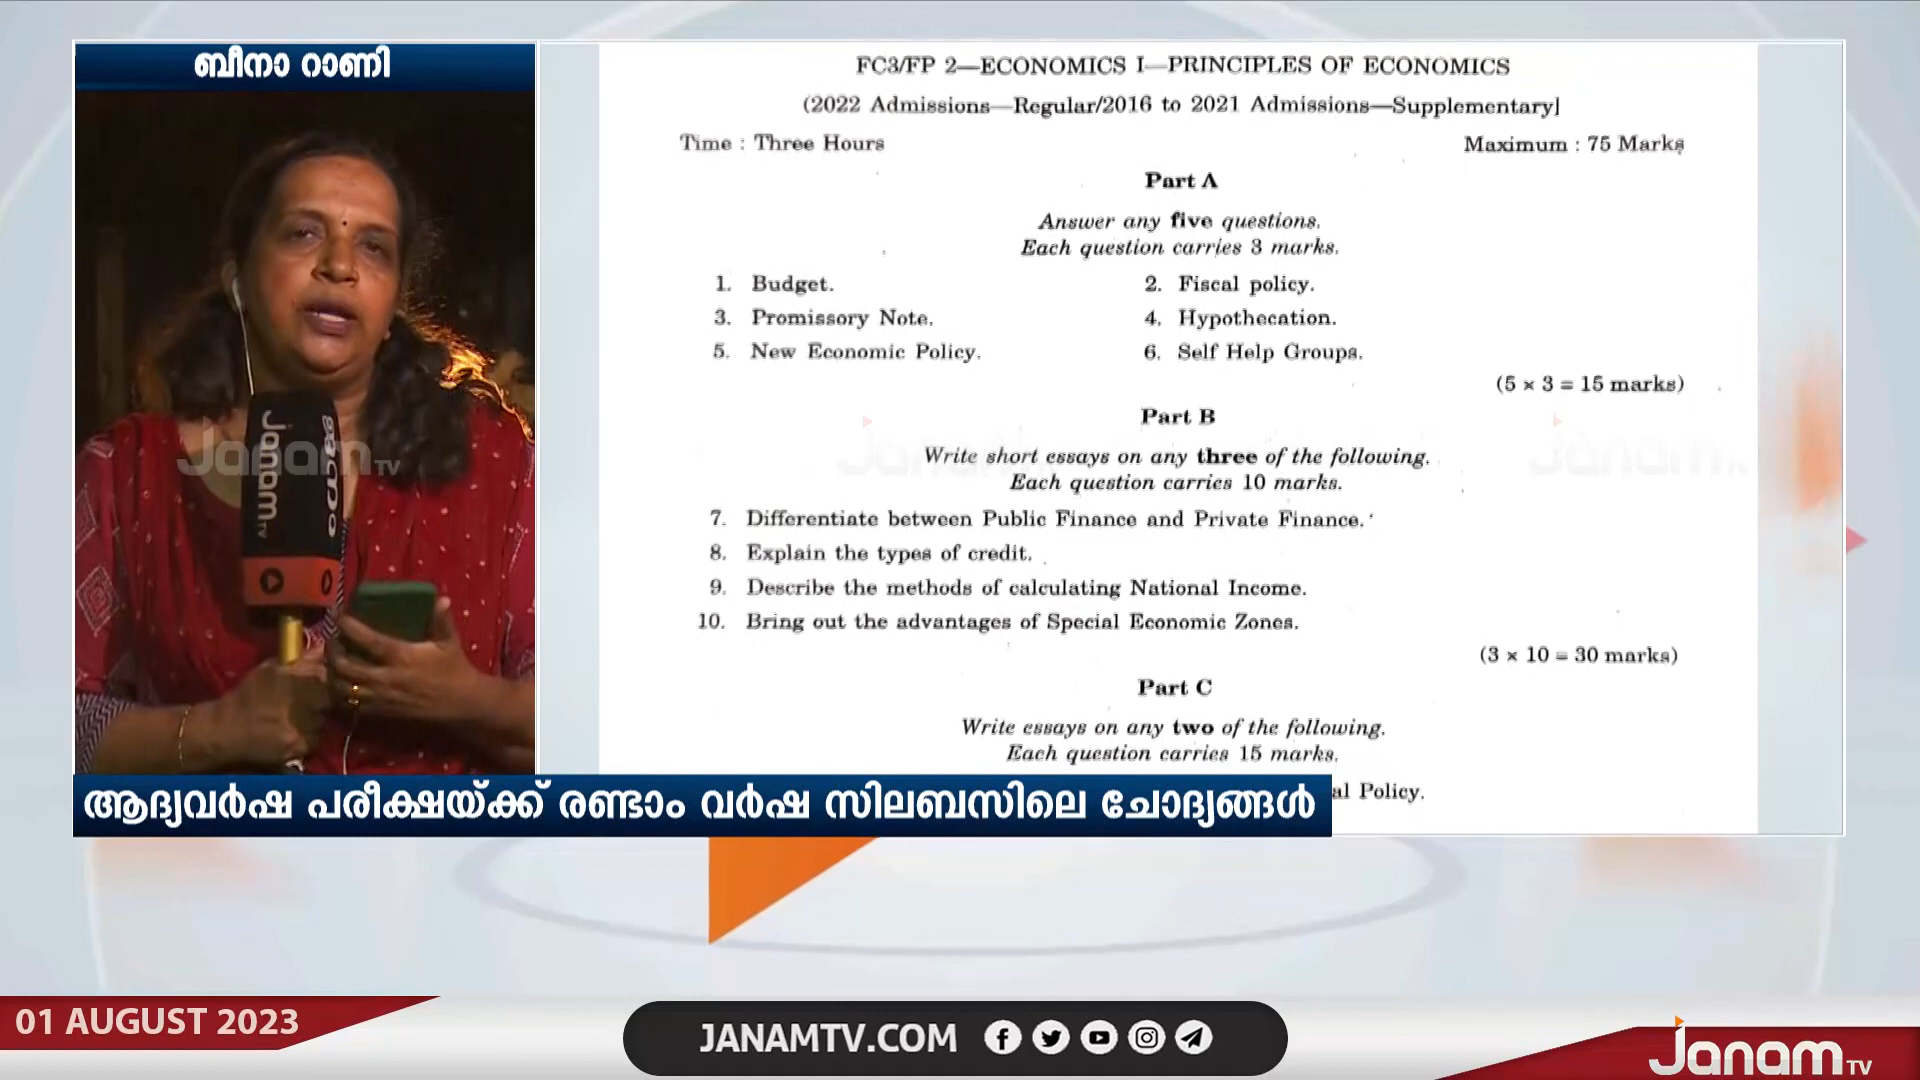 ബീനാ റാണി
FC3/FP 2—ECONOMICS I—PRINCIPLES OF ECONOMICS
(2022 Admissions—Regular/2016 to 2021 Admissions—Supplementary]
Time : Three Hours
Maximum : 75 Marks
Part A
Answer any five questions.
Each question carries 3 marks.
1. Budget.
2. Fiscal policy.
3. Promissory Note.
4. Hypothecation.
5. New Economic Policy.
6. Self Help Groups.
(5 × 3 = 15 marks)
Part B
Write short essays on any three of the following.
Each question carries 10 marks.
7. Differentiate between Public Finance and Private Finance.
8. Explain the types of credit.
9. Describe the methods of calculating National Income.
10. Bring out the advantages of Special Economic Zones.
(3 × 10 = 30 marks)
Part C
Write essays on any two of the following.
Each question carries 15 marks.
al Policy.
Janam TV
ജനം
Janam TV
ആദ്യവർഷ പരീക്ഷയ്ക്ക് രണ്ടാം വർഷ സിലബസിലെ ചോദ്യങ്ങൾ
01 AUGUST 2023
JANAMTV.COM
Janam TV